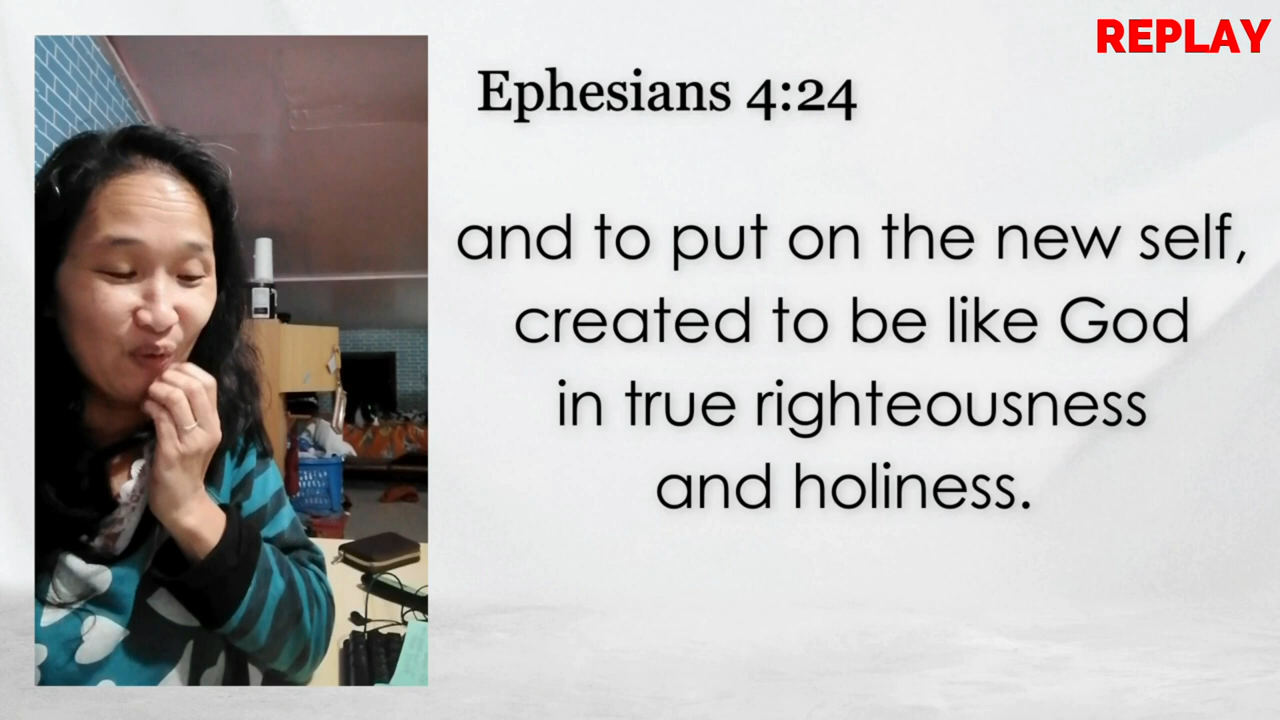 REPLAY
Ephesians 4:24
and to put on the new self,
created to be like God
in true righteousness
and holiness.